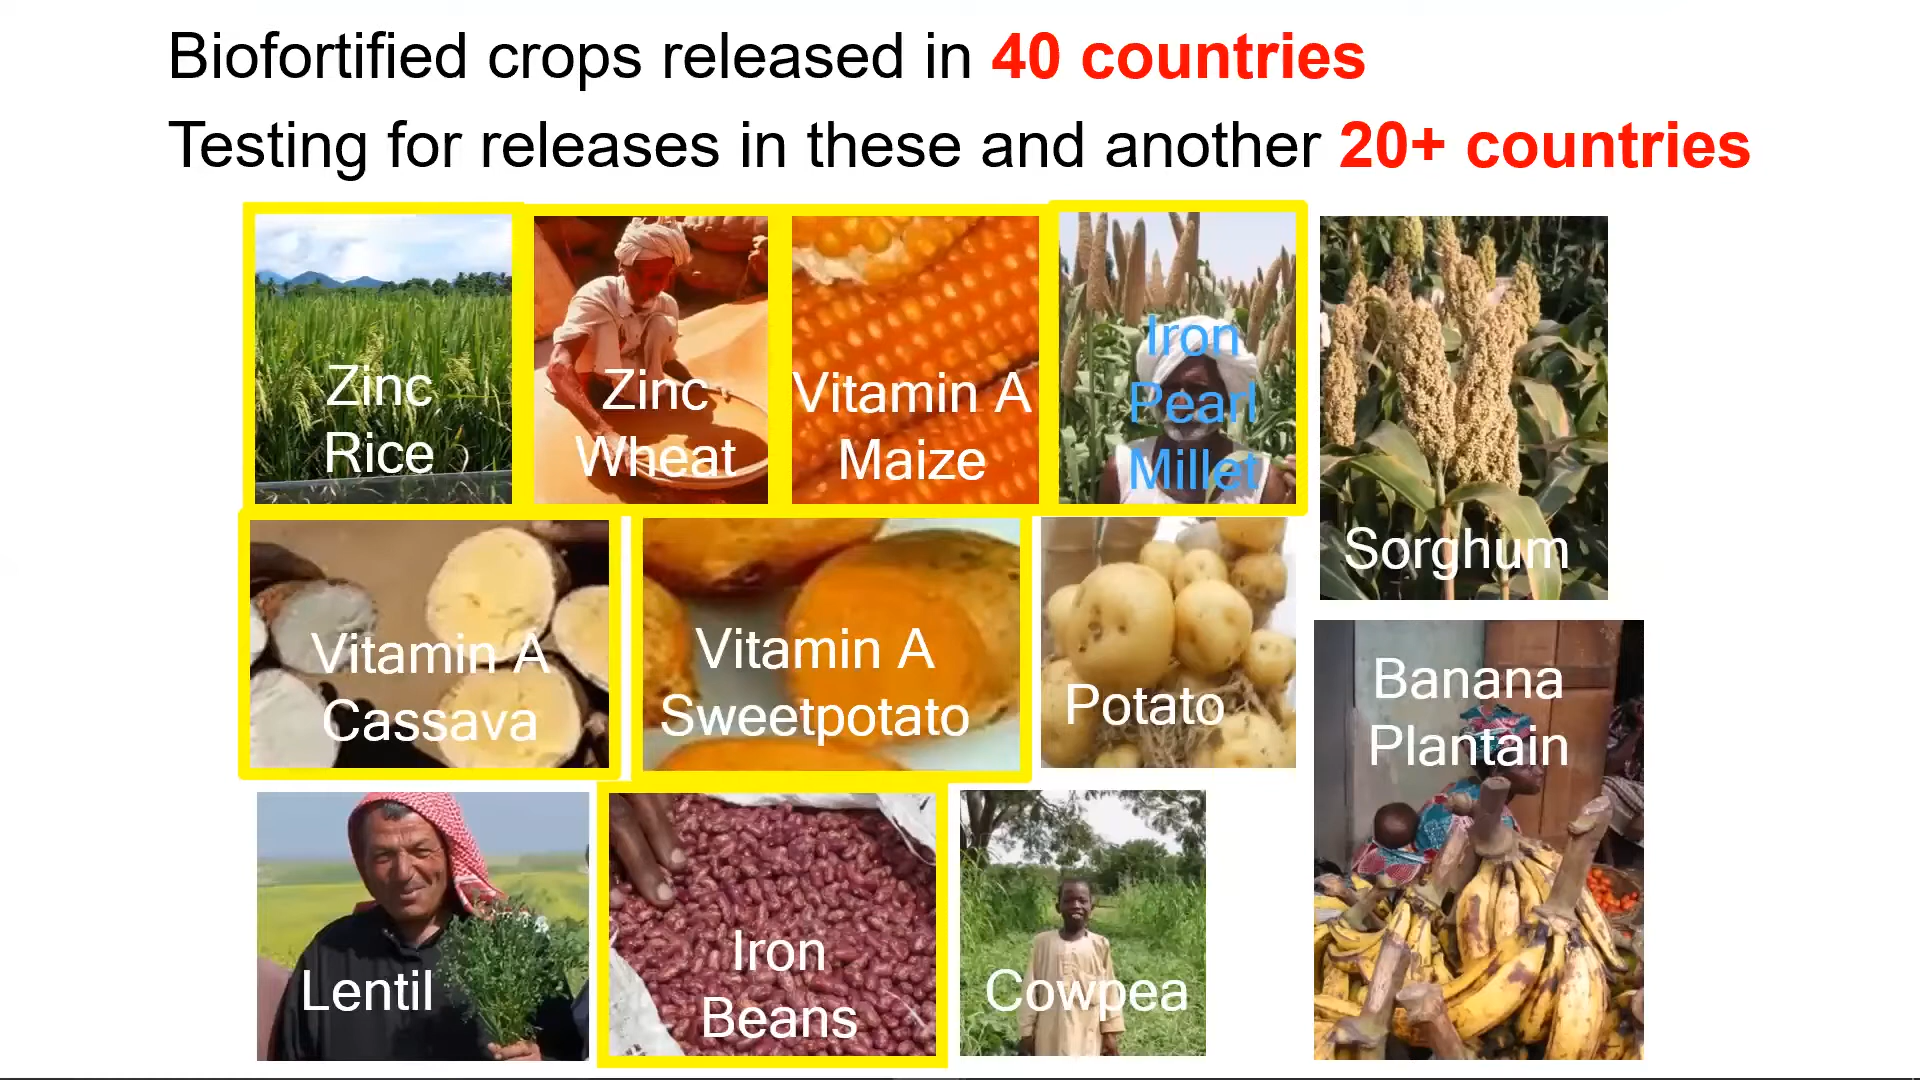 Biofortified crops released in 40 countries
Testing for releases in these and another 20+ countries
Zinc
Rice
Zinc
Wheat
Vitamin A
Maize
Iron
Pearl
Millet
Sorghum
Vitamin A
Cassava
Vitamin A
Sweetpotato
Potato
Banana
Plantain
Lentil
Iron
Beans
Cowpea